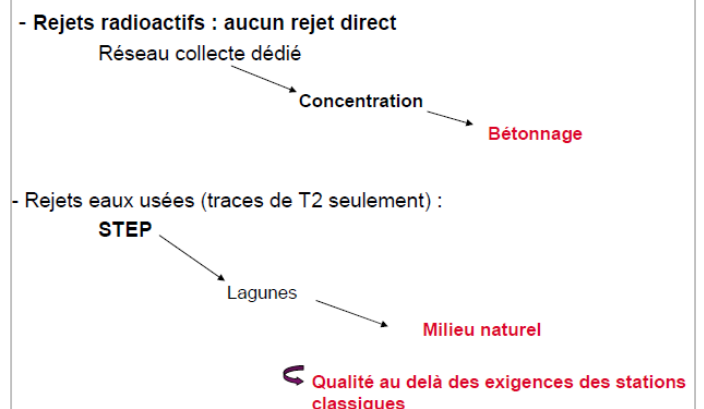 - Rejets radioactifs : aucun rejet direct
Réseau collecte dédié
Concentration
Bétonnage
- Rejets eaux usées (traces de T2 seulement) :
STEP
Lagunes
Milieu naturel
Qualité au delà des exigences des stations
classiques